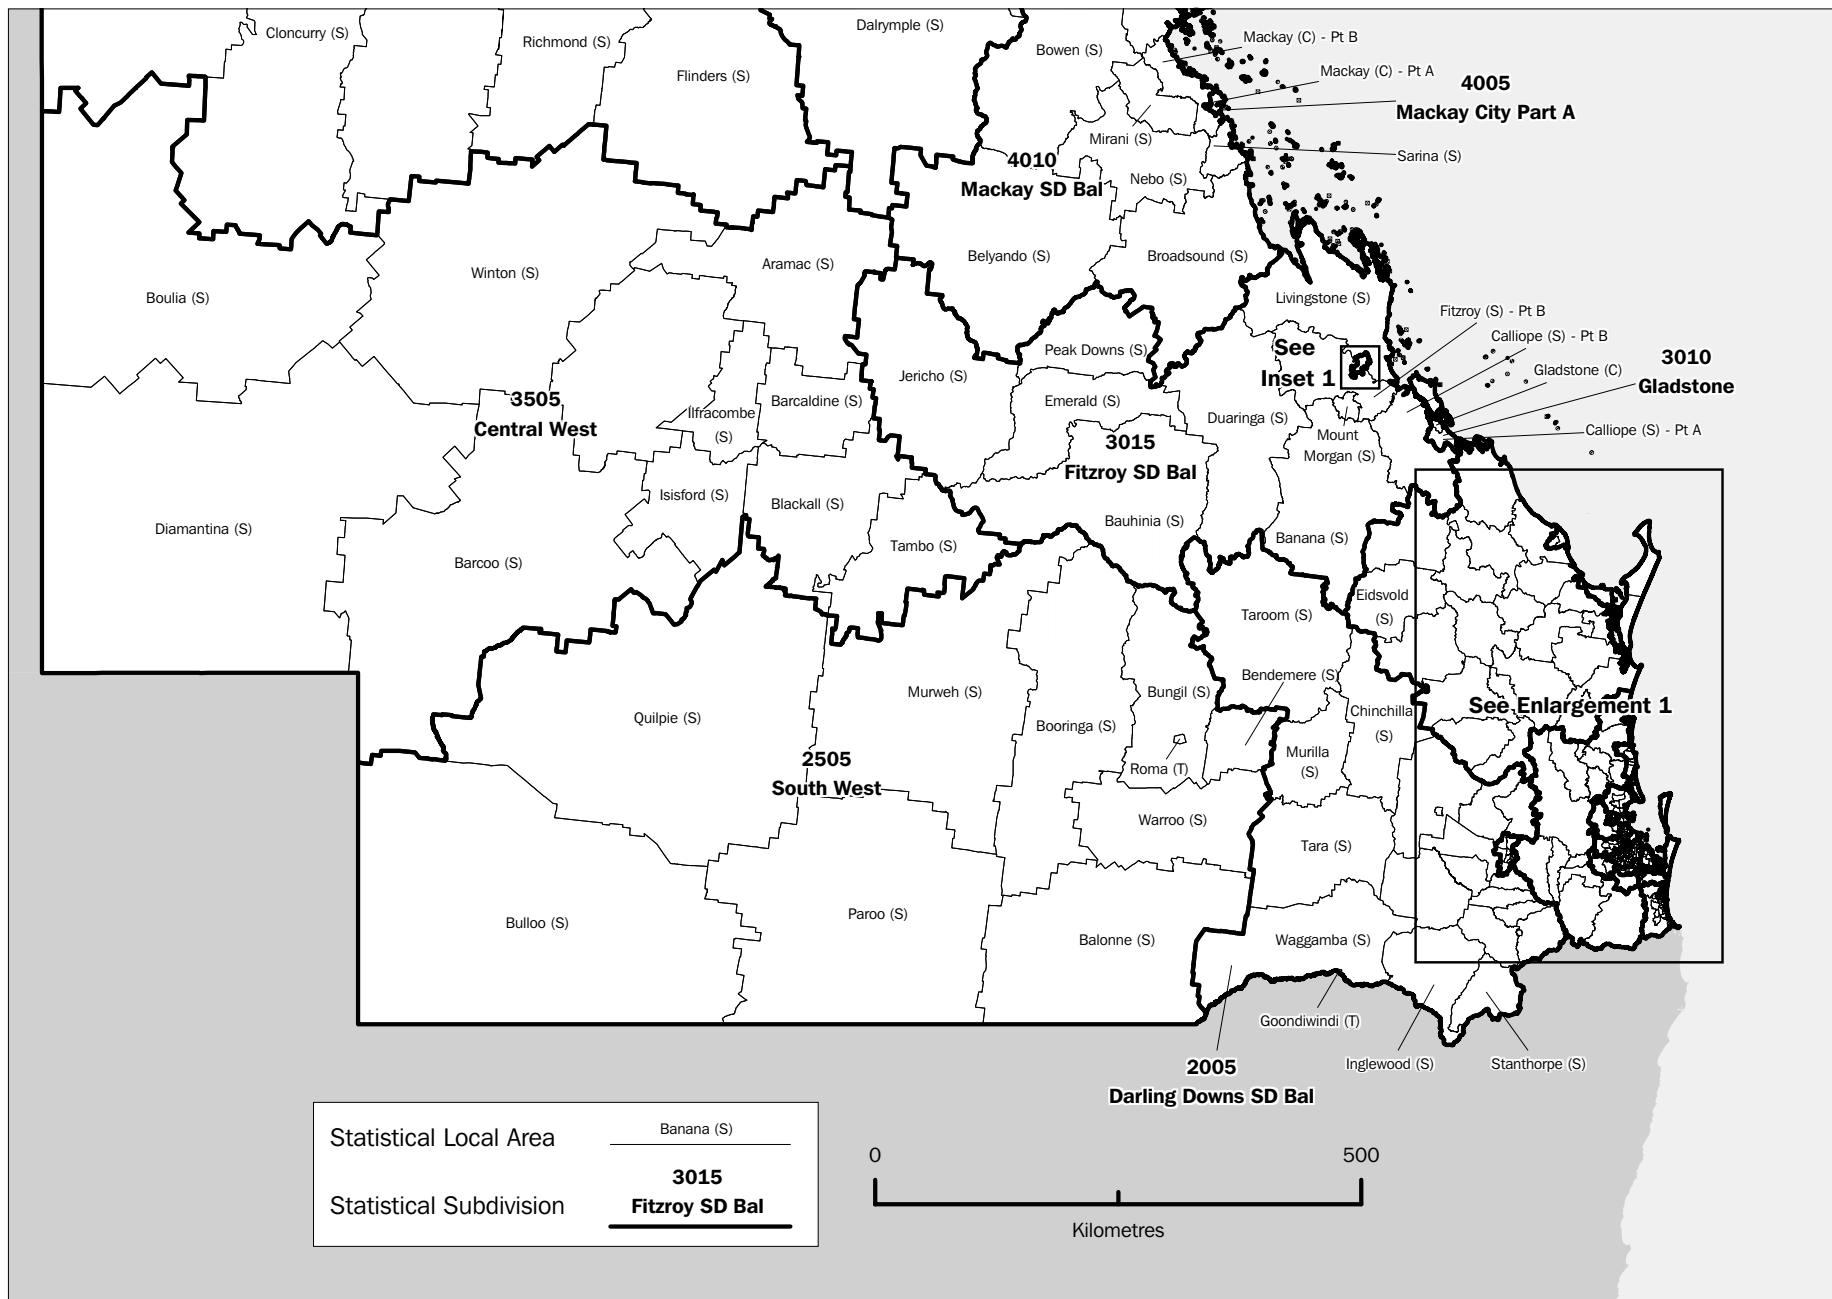 Cloncurry (S)
Richmond (S)
Dalrymple (S)
Flinders (S)
Bowen (S)
Mackay (C) - Pt B
Mackay (C) - Pt A
4005
Mackay City Part A
Mirani (S)
Sarina (S)
4010
Mackay SD Bal
Nebo (S)
Boulia (S)
Winton (S)
Aramac (S)
Belyando (S)
Broadsound (S)
Livingstone (S)
Fitzroy (S) - Pt B
Calliope (S) - Pt B
Gladstone (C)
3010
Gladstone
Calliope (S) - Pt A
See
Inset 1
Peak Downs (S)
Jericho (S)
Emerald (S)
Duaringa (S)
Mount
Morgan (S)
3505
Central West
Ilfracombe
(S)
Barcaldine (S)
3015
Fitzroy SD Bal
Isisford (S)
Blackall (S)
Bauhinia (S)
Banana (S)
Diamantina (S)
Barcoo (S)
Tambo (S)
Eidsvold
(S)
Taroom (S)
Bendemere (S)
Quilpie (S)
Murweh (S)
Booringa (S)
Bungil (S)
Chinchilla
(S)
See Enlargement 1
2505
South West
Roma (T)
Murilla
(S)
Warroo (S)
Tara (S)
Bulloo (S)
Paroo (S)
Balonne (S)
Waggamba (S)
Goondiwindi (T)
Inglewood (S)
Stanthorpe (S)
2005
Darling Downs SD Bal
Statistical Local Area
Banana (S)
Statistical Subdivision
3015
Fitzroy SD Bal
0 500
Kilometres